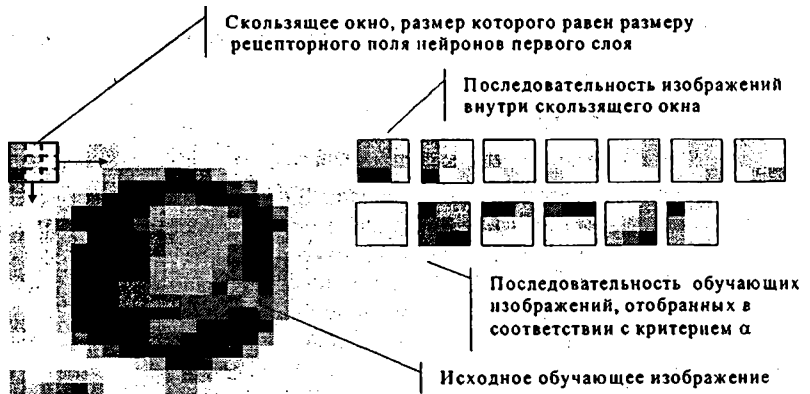 Скользящее окно, размер которого равен размеру
рецепторного поля нейронов первого слоя
Последовательность изображений
внутри скользящего окна
Последовательность обучающих
изображений, отобранных в
соответствии с критерием α
Исходное обучающее изображение